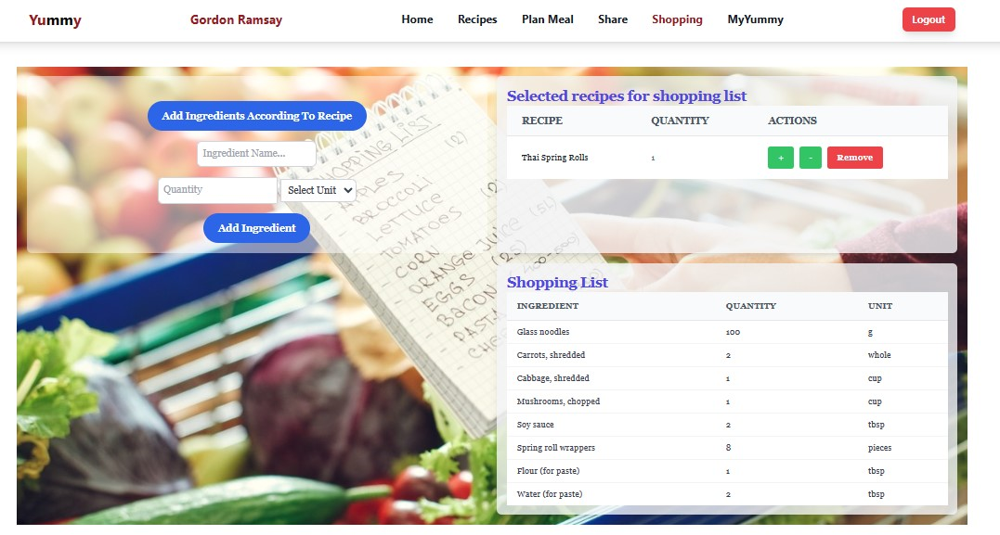 Yummy
Gordon Ramsay
Home Recipes Plan Meal Share Shopping MyYummy
Logout
Add Ingredients According To Recipe
Ingredient Name...
Quantity
Select Unit
Add Ingredient
SHOPPING LIST
(2)
APPLES
BROCCOLI
LETTUCE
TOMATOES
CORN
ORANGE JUICE (5L)
EGGS (25)
BACON
PASTA
Selected recipes for shopping list
RECIPE QUANTITY ACTIONS
Thai Spring Rolls 1 + - Remove
Shopping List
INGREDIENT QUANTITY UNIT
Glass noodles 100 g
Carrots, shredded 2 whole
Cabbage, shredded 1 cup
Mushrooms, chopped 1 cup
Soy sauce 2 tbsp
Spring roll wrappers 8 pieces
Flour (for paste) 1 tbsp
Water (for paste) 2 tbsp